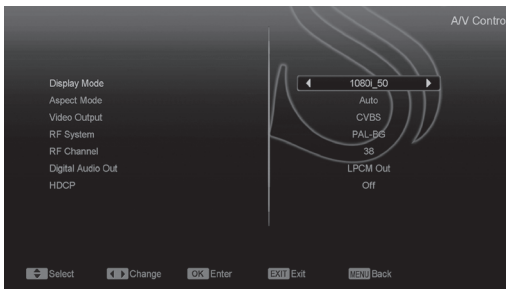 A/V Contro
Display Mode 1080i_50
Aspect Mode Auto
Video Output CVBS
RF System PAL-BG
RF Channel 38
Digital Audio Out LPCM Out
HDCP Off
Select Change OK Enter EXIT Exit MENU Back